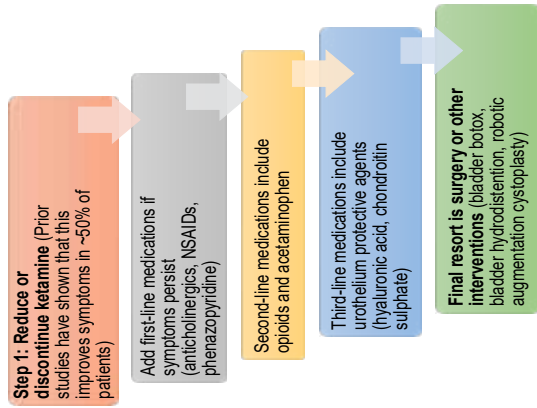 Step 1: Reduce or
discontinue ketamine (Prior
studies have shown that this
improves symptoms in ~50% of
patients)
Add first-line medications if
symptoms persist
(anticholinergics, NSAIDs,
phenazopyridine)
Second-line medications include
opioids and acetaminophen
Third-line medications include
urothelium protective agents
(hyaluronic acid, chondroitin
sulphate)
Final resort is surgery or other
interventions (bladder botox,
bladder hydrodistention, robotic
augmentation cystoplasty)